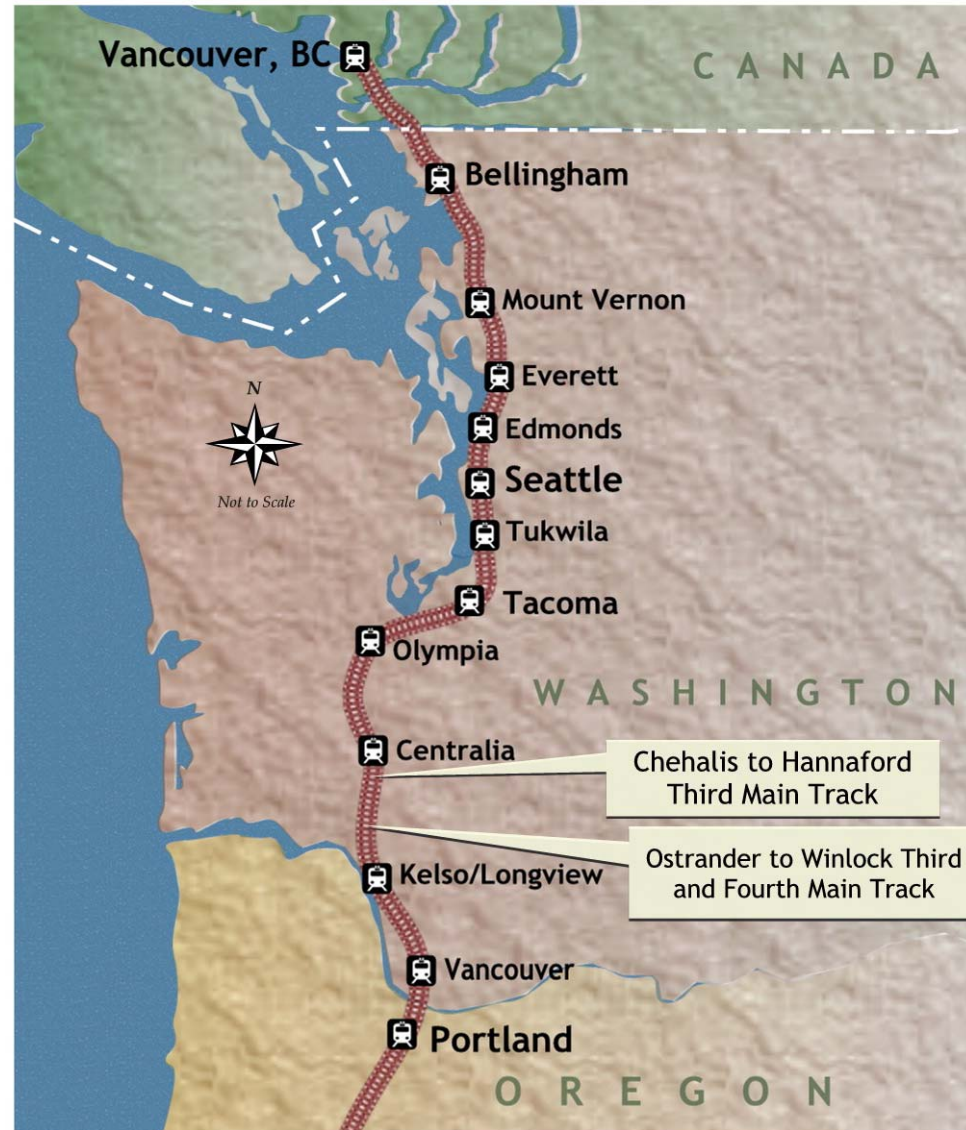 Vancouver, BC
CANADA
Bellingham
Mount Vernon
Everett
N
Edmonds
Seattle
Not to Scale
Tukwila
Tacoma
Olympia
WASHINGTON
Centralia
Chehalis to Hannaford
Third Main Track
Ostrander to Winlock Third
and Fourth Main Track
Kelso/Longview
Vancouver
Portland
OREGON